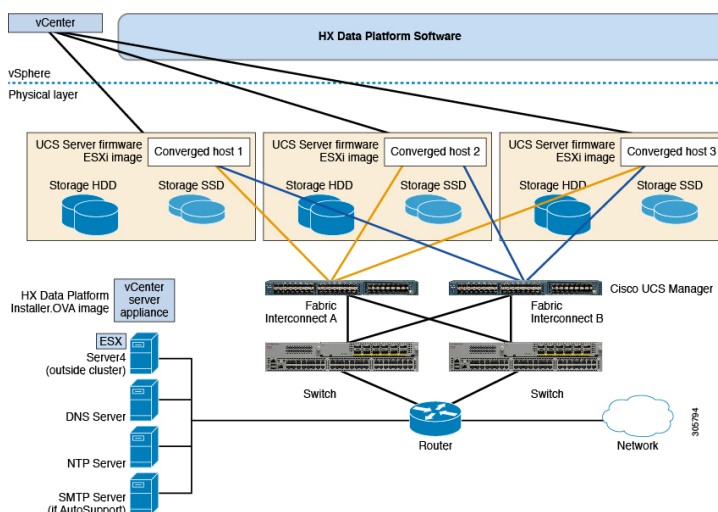 vCenter
HX Data Platform Software
vSphere
Physical layer
UCS Server firmware
ESXi image
Converged host 1
Storage HDD
Storage SSD
UCS Server firmware
ESXi image
Converged host 2
Storage HDD
Storage SSD
UCS Server firmware
ESXi image
Converged host 3
Storage HDD
Storage SSD
HX Data Platform
Installer.OVA image
vCenter
server
appliance
Fabric
Interconnect A
Fabric
Interconnect B
Cisco UCS Manager
ESX
Server4
(outside cluster)
DNS Server
NTP Server
SMTP Server
(if AutoSupport)
Switch
Switch
Router
Network
305794